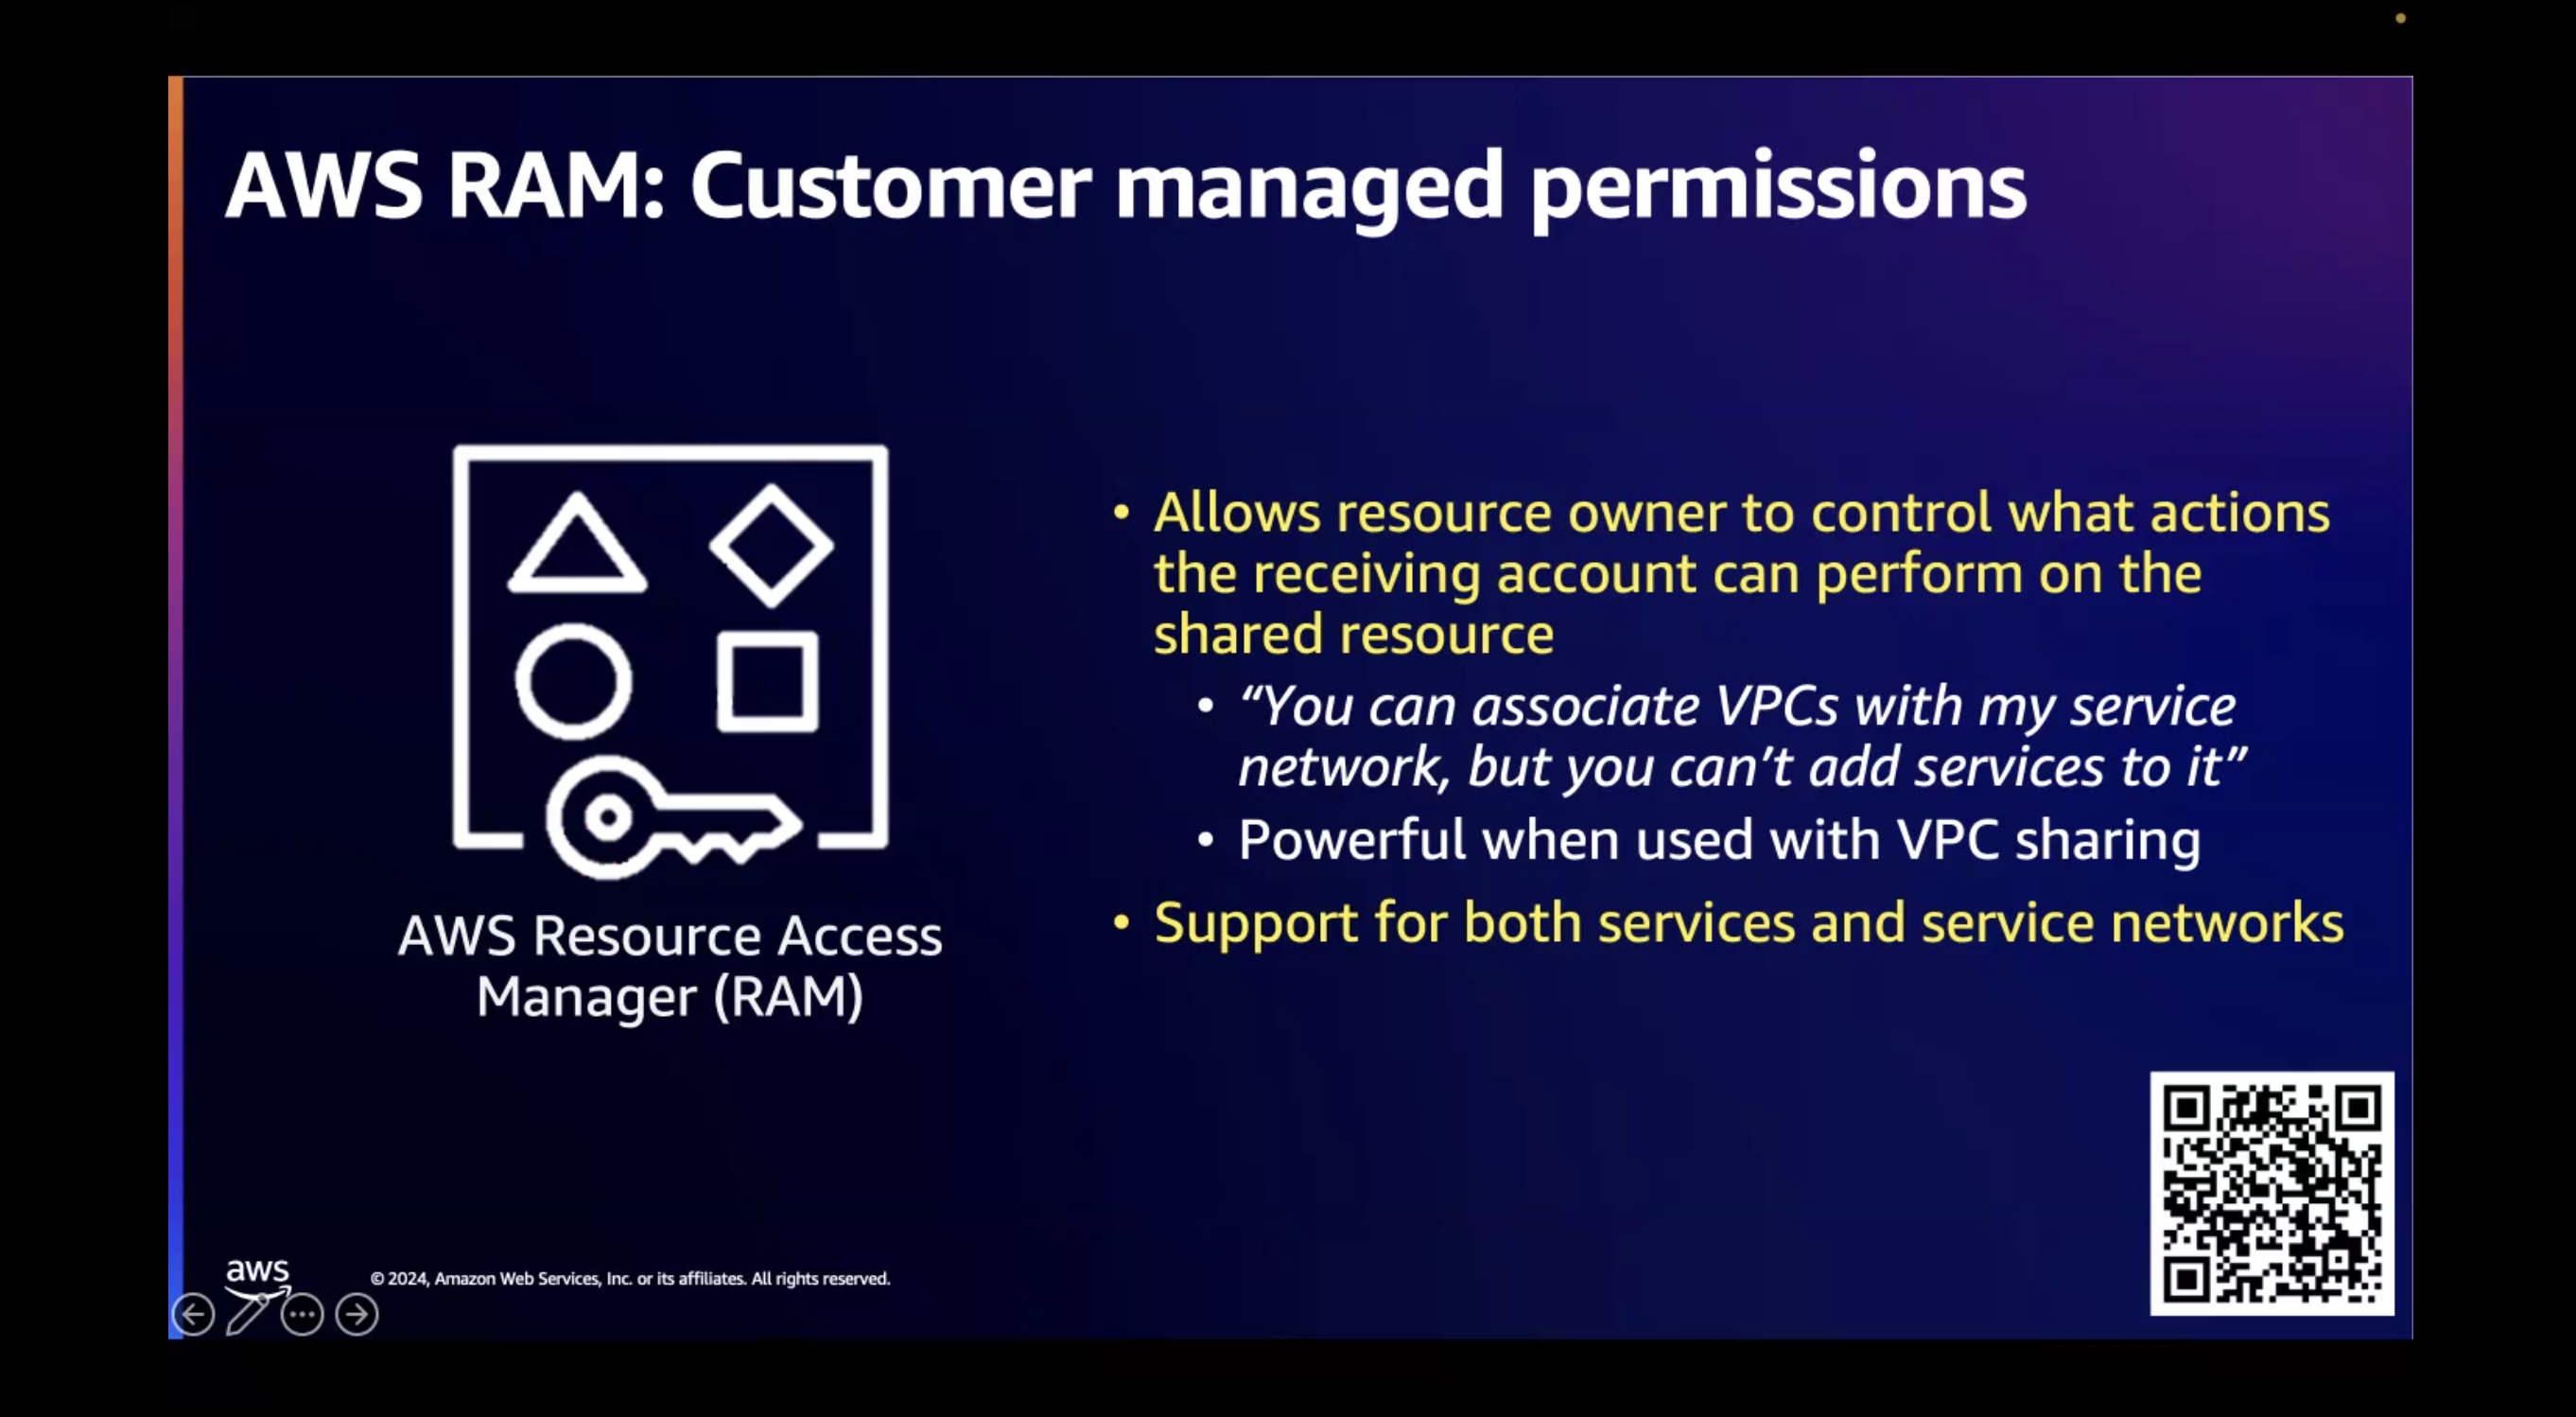 AWS RAM: Customer managed permissions
AWS Resource Access
Manager (RAM)
• Allows resource owner to control what actions
the receiving account can perform on the
shared resource
• “You can associate VPCs with my service
network, but you can’t add services to it”
• Powerful when used with VPC sharing
• Support for both services and service networks
aws
© 2024, Amazon Web Services, Inc. or its affiliates. All rights reserved.